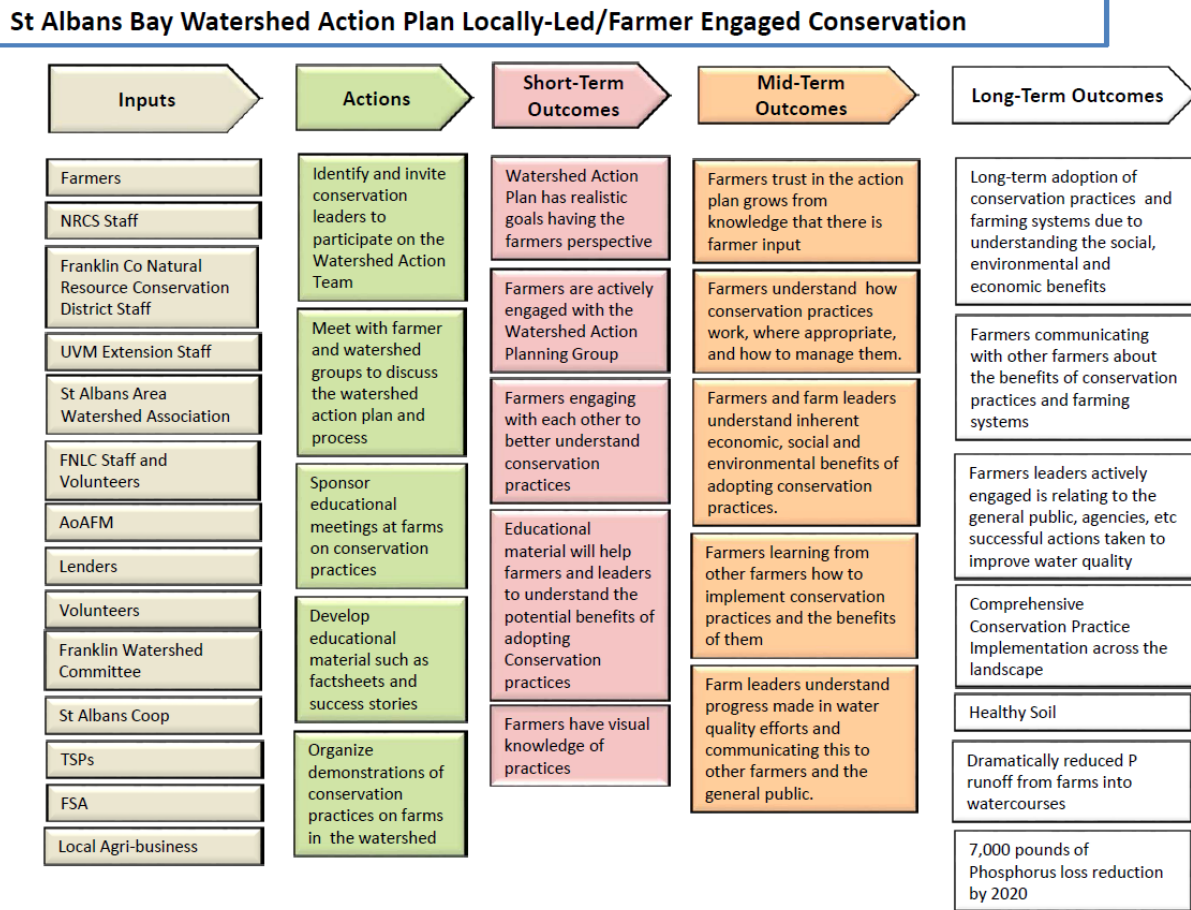 St Albans Bay Watershed Action Plan Locally-Led/Farmer Engaged Conservation
Inputs
Farmers
NRCS Staff
Franklin Co Natural
Resource Conservation
District Staff
UVM Extension Staff
St Albans Area
Watershed Association
FNLC Staff and
Volunteers
AoAFM
Lenders
Volunteers
Franklin Watershed
Committee
St Albans Coop
TSPs
FSA
Local Agri-business
Actions
Identify and invite
conservation
leaders to
participate on the
Watershed Action
Team
Meet with farmer
and watershed
groups to discuss
the watershed
action plan and
process
Sponsor
educational
meetings at farms
on conservation
practices
Develop
educational
material such as
factsheets and
success stories
Organize
demonstrations of
conservation
practices on farms
in the watershed
Short-Term
Outcomes
Watershed Action
Plan has realistic
goals having the
farmers perspective
Farmers are actively
engaged with the
Watershed Action
Planning Group
Farmers engaging
with each other to
better understand
conservation
practices
Educational
material will help
farmers and leaders
to understand the
potential benefits of
adopting
Conservation
practices
Farmers have visual
knowledge of
practices
Mid-Term
Outcomes
Farmers trust in the action
plan grows from
knowledge that there is
farmer input
Farmers understand how
conservation practices
work, where appropriate,
and how to manage them.
Farmers and farm leaders
understand inherent
economic, social and
environmental benefits of
adopting conservation
practices.
Farmers learning from
other farmers how to
implement conservation
practices and the benefits
of them
Farm leaders understand
progress made in water
quality efforts and
communicating this to
other farmers and the
general public.
Long-Term Outcomes
Long-term adoption of
conservation practices and
farming systems due to
understanding the social,
environmental and
economic benefits
Farmers communicating
with other farmers about
the benefits of conservation
practices and farming
systems
Farmers leaders actively
engaged is relating to the
general public, agencies, etc
successful actions taken to
improve water quality
Comprehensive
Conservation Practice
Implementation across the
landscape
Healthy Soil
Dramatically reduced P
runoff from farms into
watercourses
7,000 pounds of
Phosphorus loss reduction
by 2020